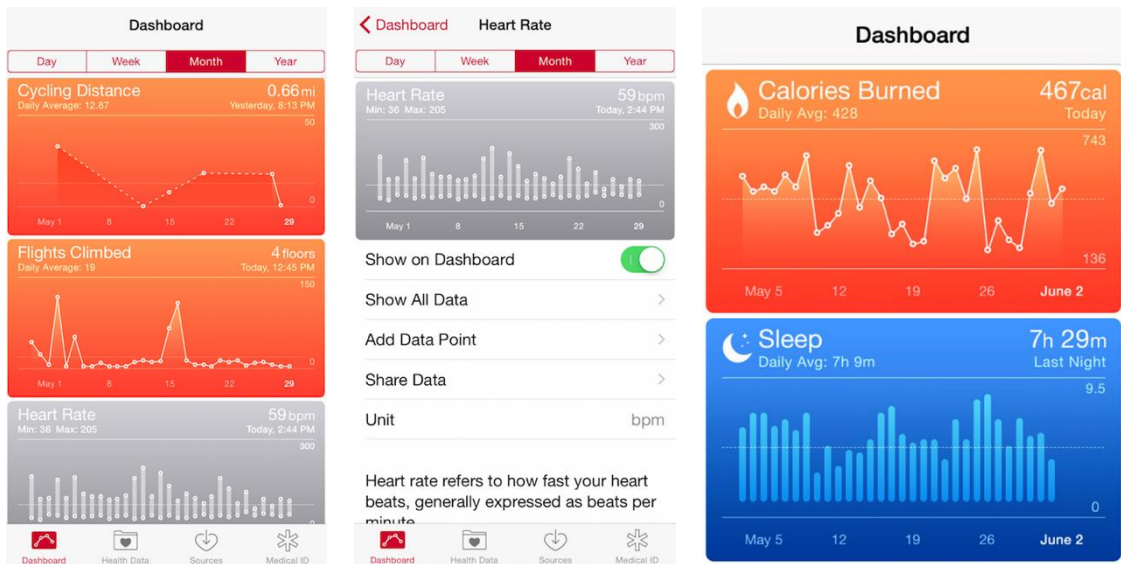 Dashboard
Day Week Month Year
Cycling Distance 0.66 mi
Daily Average: 12.87 Yesterday, 8:13 PM
50
0
May 1 8 15 22 29
Flights Climbed 4 floors
Daily Average: 19 Today, 12:45 PM
150
0
May 1 8 15 22 29
Heart Rate 59 bpm
Min: 36 Max: 205 Today, 2:44 PM
300
0
Dashboard Health Data Sources Medical ID
Dashboard Heart Rate
Day Week Month Year
Heart Rate 59 bpm
Min: 36 Max: 205 Today, 2:44 PM
300
0
May 1 8 15 22 29
Show on Dashboard
Show All Data
Add Data Point
Share Data
Unit bpm
Heart rate refers to how fast your heart
beats, generally expressed as beats per
minute
Dashboard Health Data Sources Medical ID
Dashboard
Calories Burned 467cal
Daily Avg: 428 Today
743
136
May 5 12 19 26 June 2
Sleep 7h 29m
Daily Avg: 7h 9m Last Night
9.5
0
May 5 12 19 26 June 2